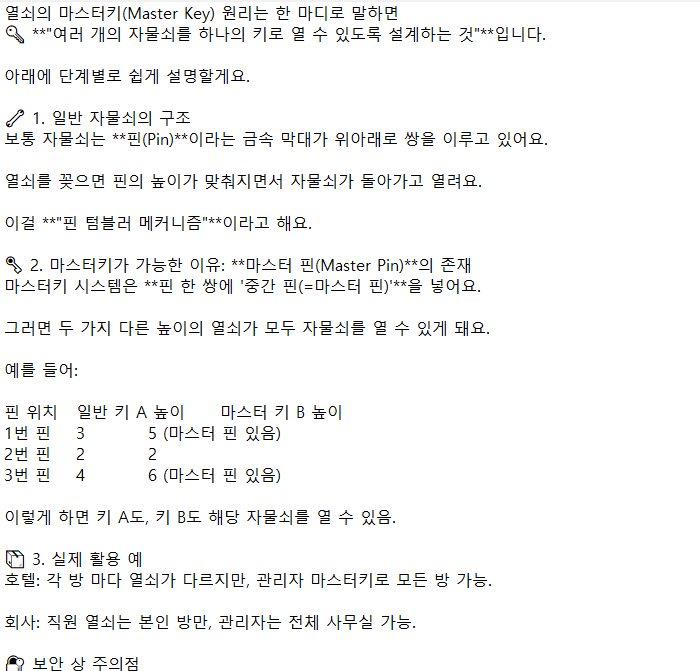 열쇠의 마스터키(Master Key) 원리는 한 마디로 말하면
🔑 **"여러 개의 자물쇠를 하나의 키로 열 수 있도록 설계하는 것"**입니다.
아래에 단계별로 쉽게 설명할게요.
🔧 1. 일반 자물쇠의 구조
보통 자물쇠는 **핀(Pin)**이라는 금속 막대가 위아래로 쌍을 이루고 있어요.
열쇠를 꽂으면 핀의 높이가 맞춰지면서 자물쇠가 돌아가고 열려요.
이걸 **"핀 텀블러 메커니즘"**이라고 해요.
🔑 2. 마스터키가 가능한 이유: **마스터 핀(Master Pin)**의 존재
마스터키 시스템은 **핀 한 쌍에 '중간 핀(=마스터 핀)'**을 넣어요.
그러면 두 가지 다른 높이의 열쇠가 모두 자물쇠를 열 수 있게 돼요.
예를 들어:
핀 위치 일반 키 A 높이 마스터 키 B 높이
1번 핀 3 5 (마스터 핀 있음)
2번 핀 2 2
3번 핀 4 6 (마스터 핀 있음)
이렇게 하면 키 A도, 키 B도 해당 자물쇠를 열 수 있음.
📦 3. 실제 활용 예
호텔: 각 방 마다 열쇠가 다르지만, 관리자 마스터키로 모든 방 가능.
회사: 직원 열쇠는 본인 방만, 관리자는 전체 사무실 가능.
보안 상 주의점